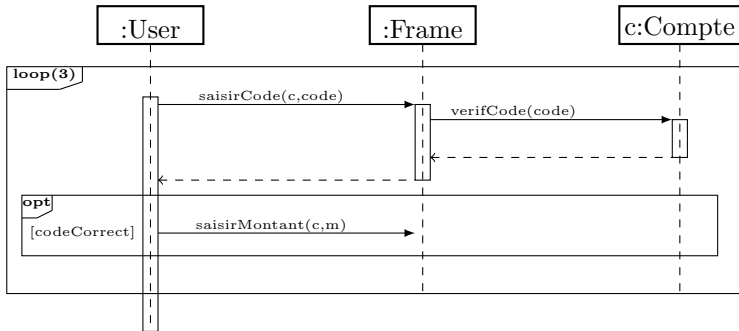 :User :Frame c:Compte
loop(3)
saisirCode(c,code)
verifCode(code)
opt
[codeCorrect] saisirMontant(c,m)